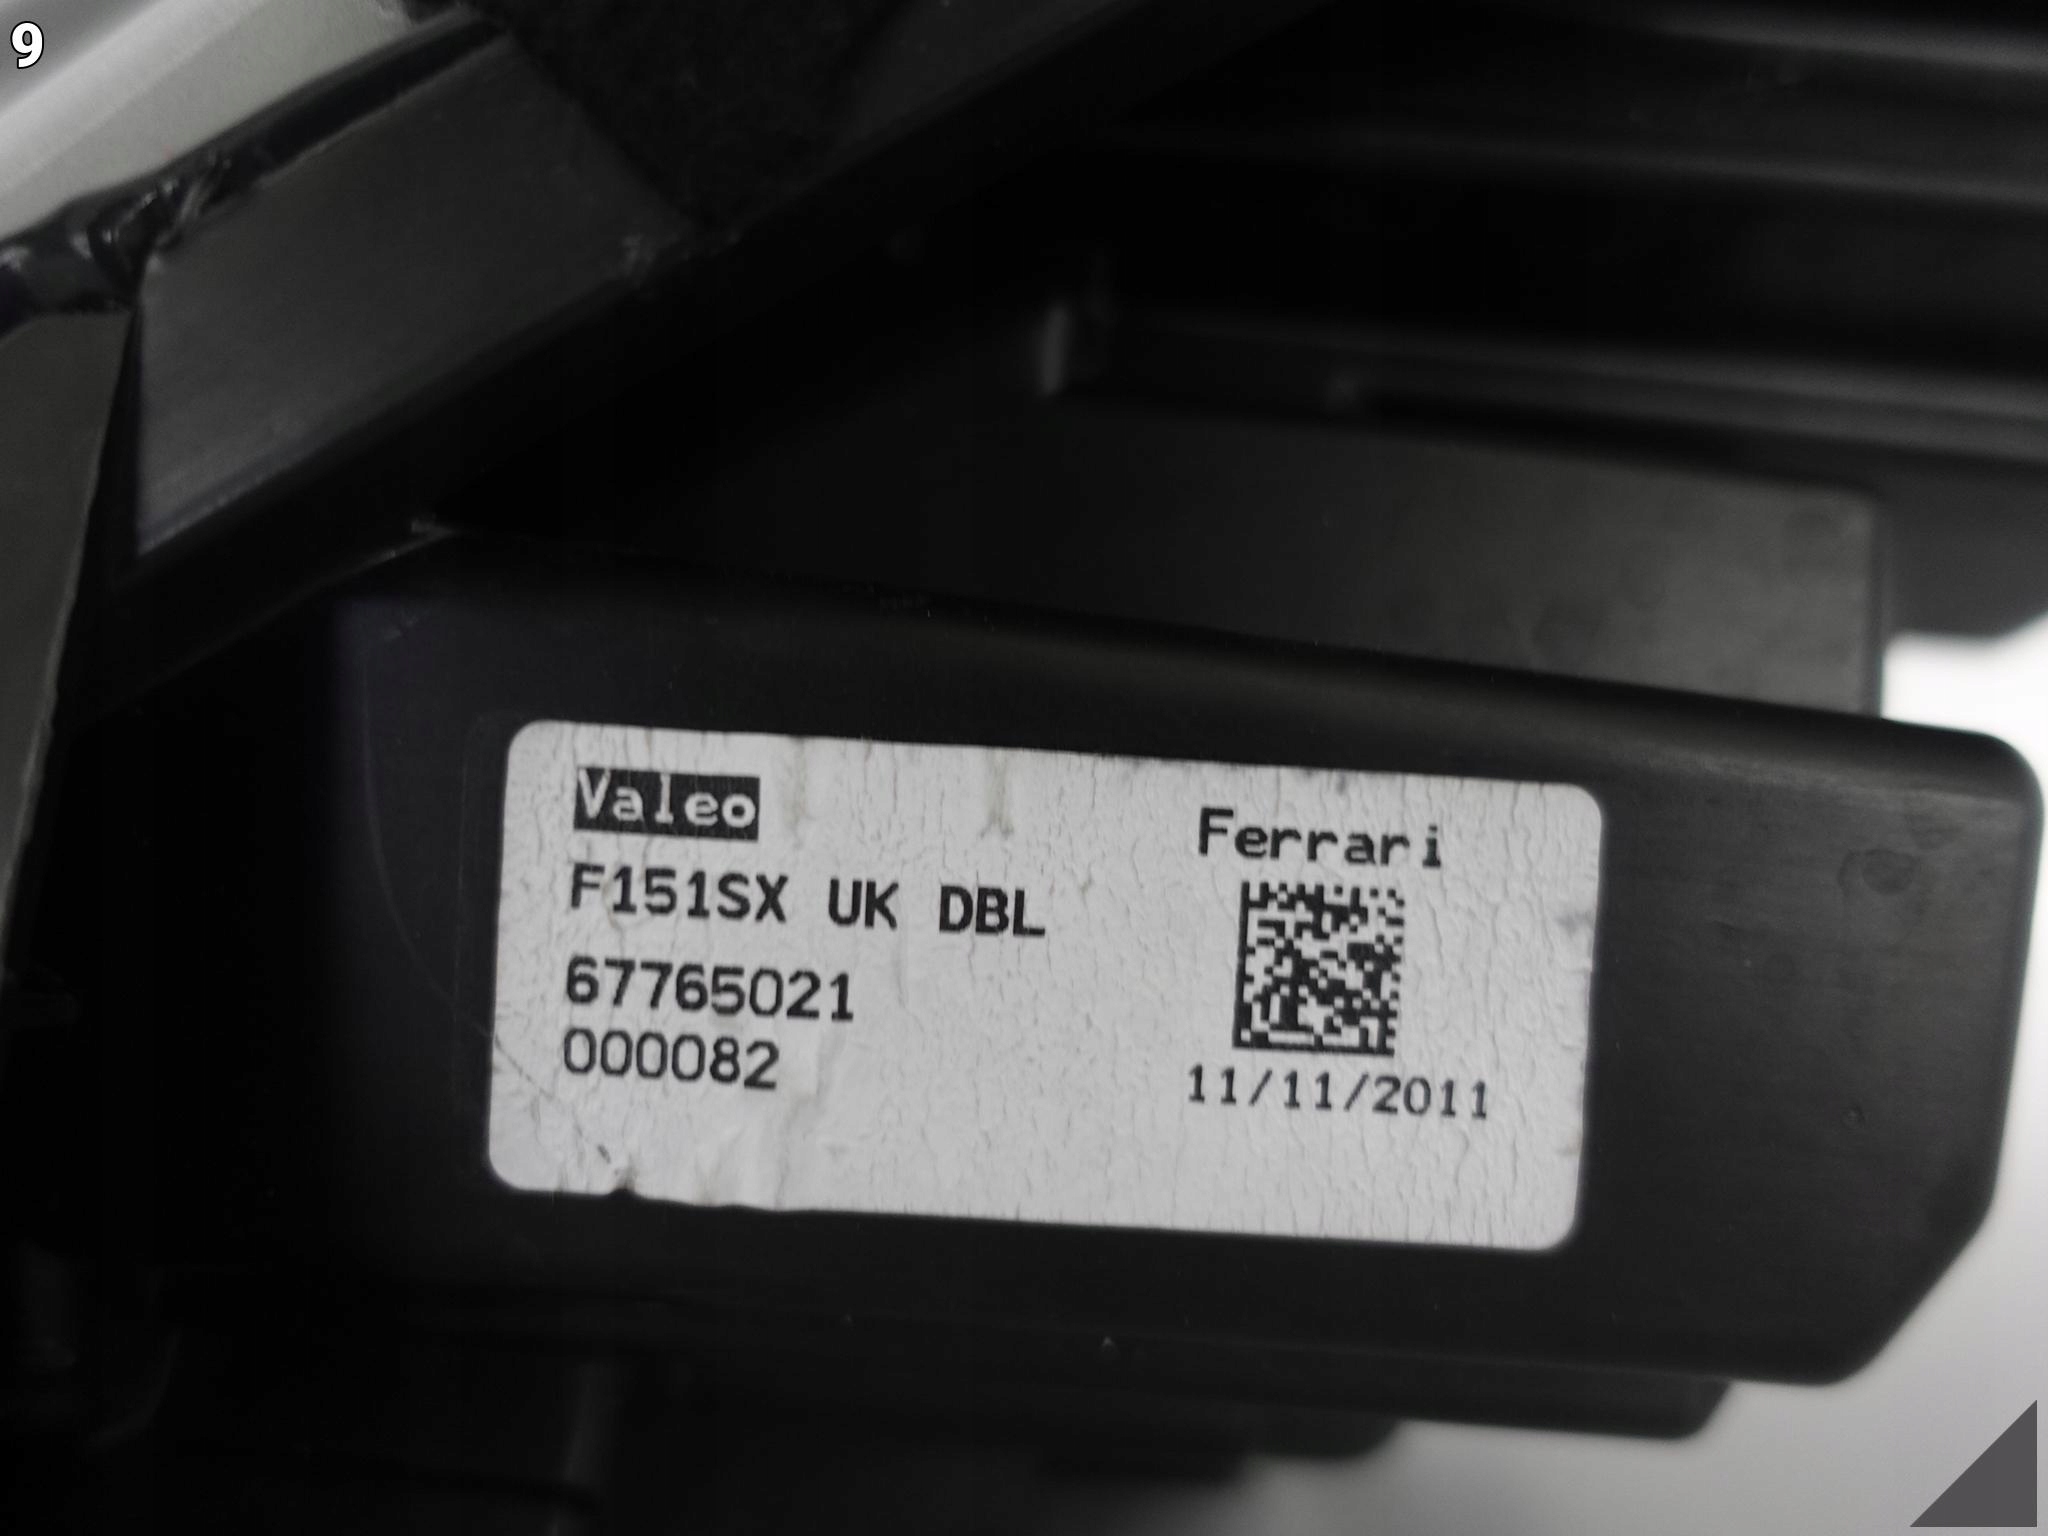 9
Valeo
Ferrari
F151SX UK DBL
67765021
000082
11/11/2011